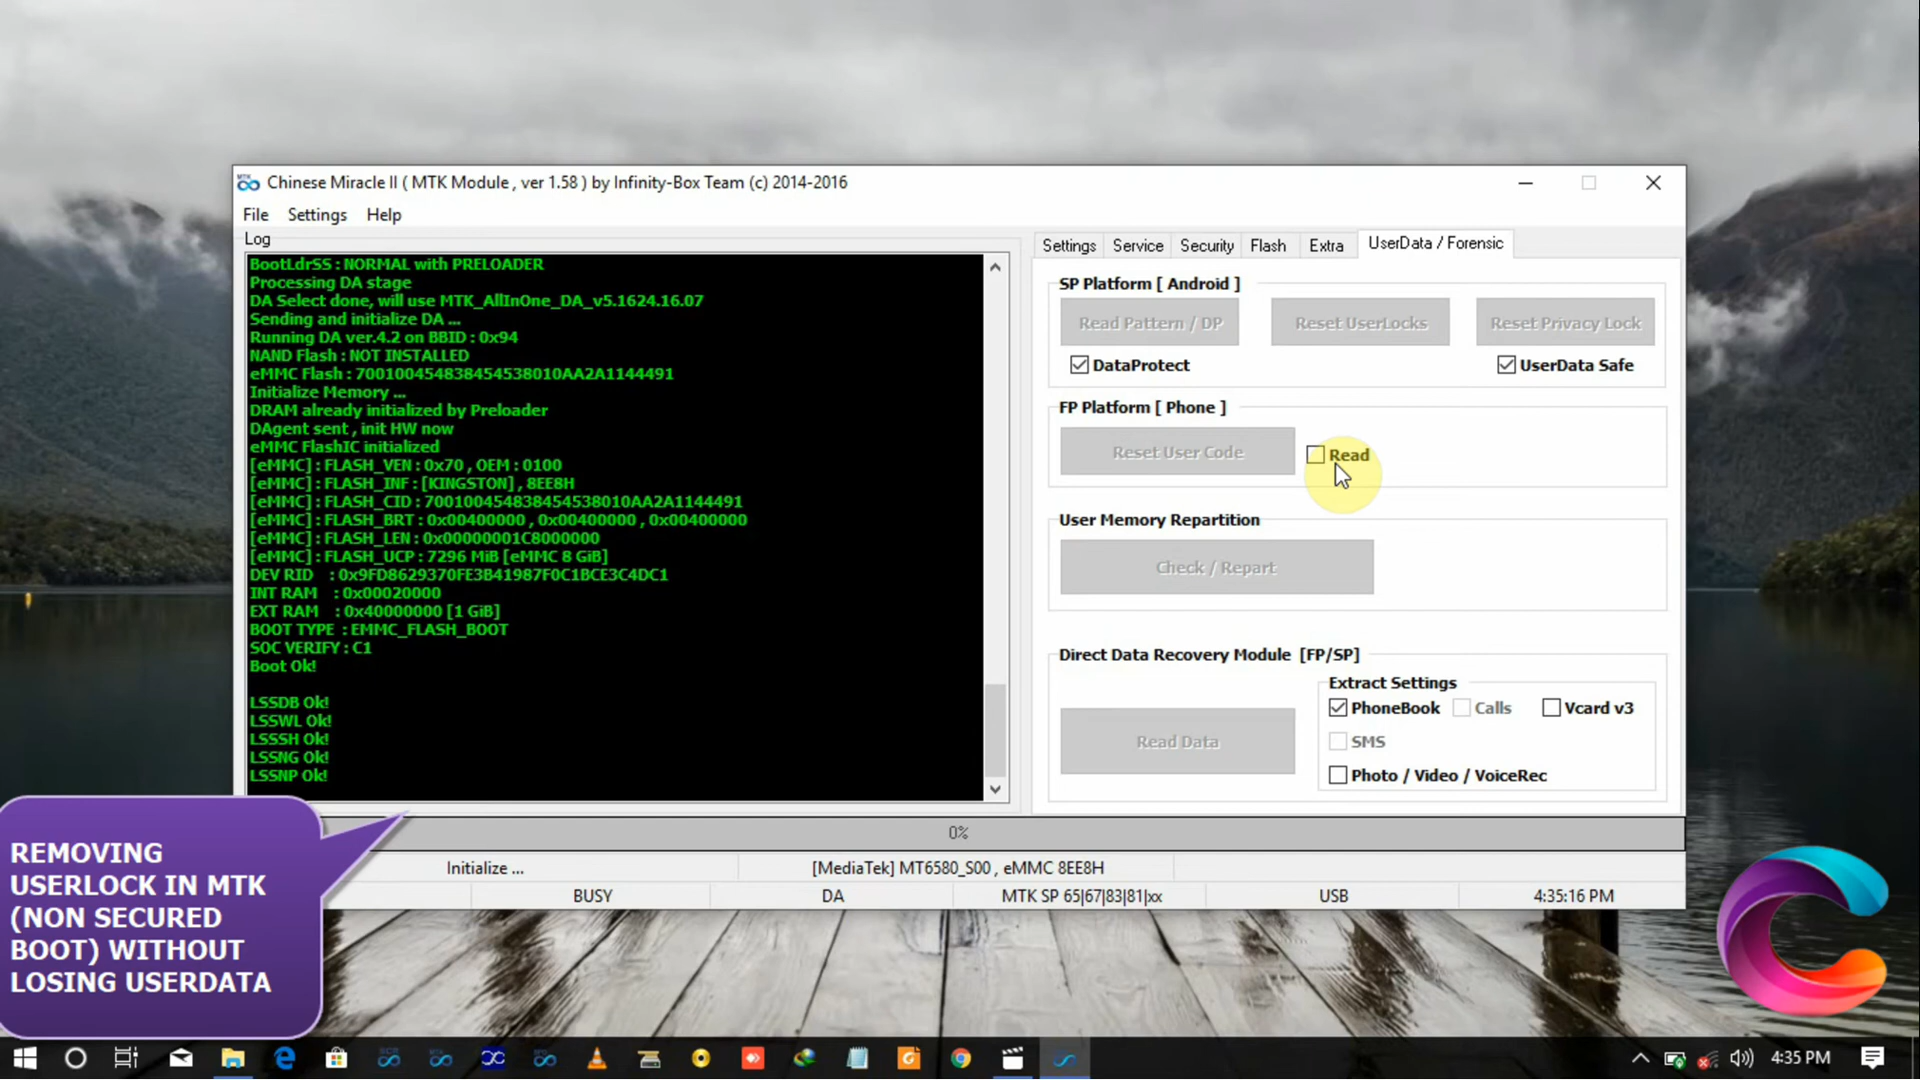 Chinese Miracle II ( MTK Module , ver 1.58 ) by Infinity-Box Team (c) 2014-2016
File Settings Help
Log
BootLdrSS : NORMAL with PRELOADER
Processing DA stage
DA Select done, will use MTK_AllInOne_DA_v5.1624.16.07
Sending and initialize DA ...
Running DA ver.4.2 on BBID : 0x94
NAND Flash : NOT INSTALLED
eMMC Flash : 700100454838454538010AA2A1144491
Initialize Memory ...
DRAM already initialized by Preloader
DAgent sent , init HW now
eMMC FlashIC initialized
[eMMC] : FLASH_VEN : 0x70 , OEM : 0100
[eMMC] : FLASH_INF : [KINGSTON] , 8EE8H
[eMMC] : FLASH_CID : 700100454838454538010AA2A1144491
[eMMC] : FLASH_BRT : 0x00400000 , 0x00400000 , 0x00400000
[eMMC] : FLASH_LEN : 0x00000001C8000000
[eMMC] : FLASH_UCP : 7296 MiB [eMMC 8 GiB]
DEV RID : 0x9FD8629370FE3B41987F0C1BCE3C4DC1
INT RAM : 0x00020000
EXT RAM : 0x40000000 [1 GiB]
BOOT TYPE : EMMC_FLASH_BOOT
SOC VERIFY : C1
Boot Ok!
LSSDB Ok!
LSSWL Ok!
LSSSH Ok!
LSSNG Ok!
LSSNP Ok!
Settings Service Security Flash Extra UserData / Forensic
SP Platform [ Android ]
Read Pattern / DP Reset UserLocks Reset Privacy Lock
DataProtect UserData Safe
FP Platform [ Phone ]
Reset User Code Read
User Memory Repartition
Check / Repart
Direct Data Recovery Module [FP/SP]
Extract Settings
PhoneBook Calls Vcard v3
Read Data
SMS
Photo / Video / VoiceRec
0%
Initialize ... [MediaTek] MT6580_S00 , eMMC 8EE8H
BUSY DA MTK SP 65|67|83|81|xx USB 4:35:16 PM
REMOVING
USERLOCK IN MTK
(NON SECURED
BOOT) WITHOUT
LOSING USERDATA
4:35 PM